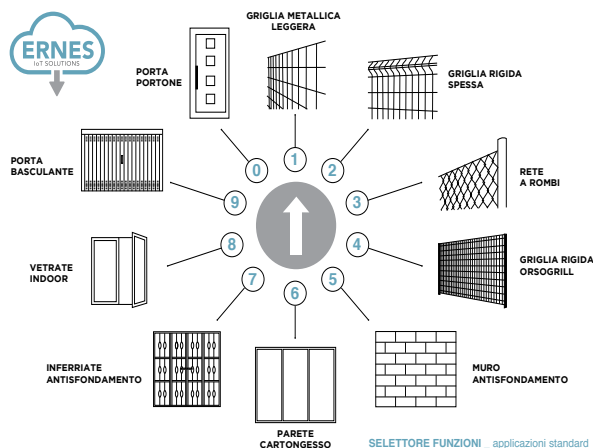 ERNES
IoT SOLUTIONS
GRIGLIA METALLICA
LEGGERA
PORTA
PORTONE
GRIGLIA RIGIDA
SPESSA
PORTA
BASCULANTE
RETE
A ROMBI
0
1
2
9
3
8
4
7
6
5
VETRATE
INDOOR
GRIGLIA RIGIDA
ORSOGRILL
INFERRIATE
ANTISFONDAMENTO
MURO
ANTISFONDAMENTO
PARETE
CARTONGESSO
SELETTORE FUNZIONI applicazioni standard